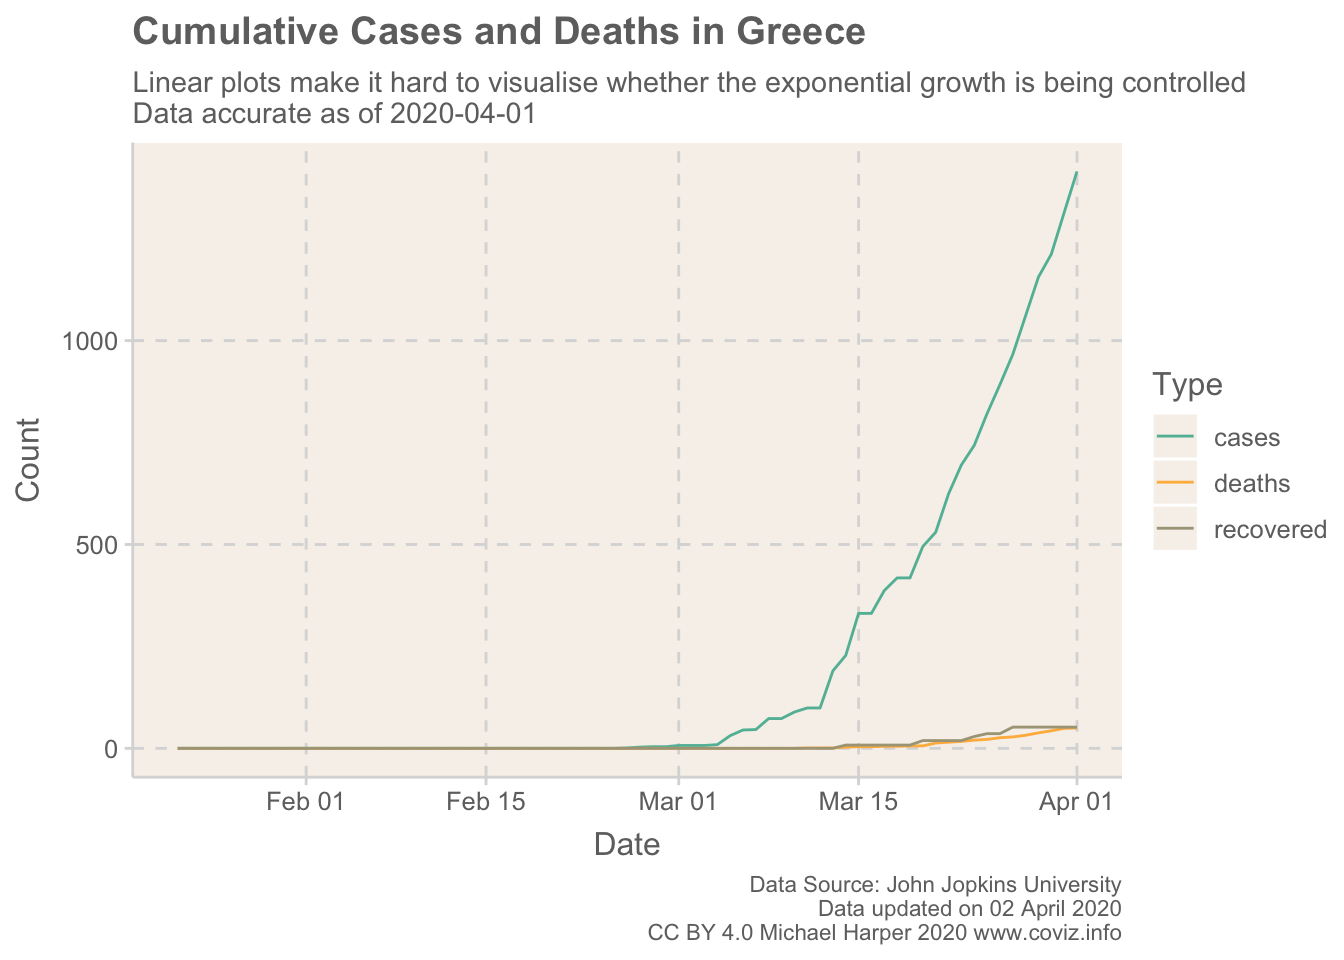 Cumulative Cases and Deaths in Greece
Linear plots make it hard to visualise whether the exponential growth is being controlled
Data accurate as of 2020-04-01
1000
500
0
Count
Feb 01
Feb 15
Mar 01
Mar 15
Apr 01
Date
Type
cases
deaths
recovered
Data Source: John Jopkins University
Data updated on 02 April 2020
CC BY 4.0 Michael Harper 2020 www.coviz.info